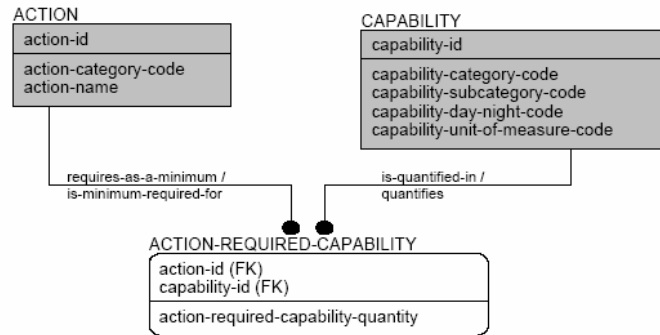 ACTION
action-id
action-category-code
action-name
CAPABILITY
capability-id
capability-category-code
capability-subcategory-code
capability-day-night-code
capability-unit-of-measure-code
requires-as-a-minimum /
is-minimum-required-for
is-quantified-in /
quantifies
ACTION-REQUIRED-CAPABILITY
action-id (FK)
capability-id (FK)
action-required-capability-quantity